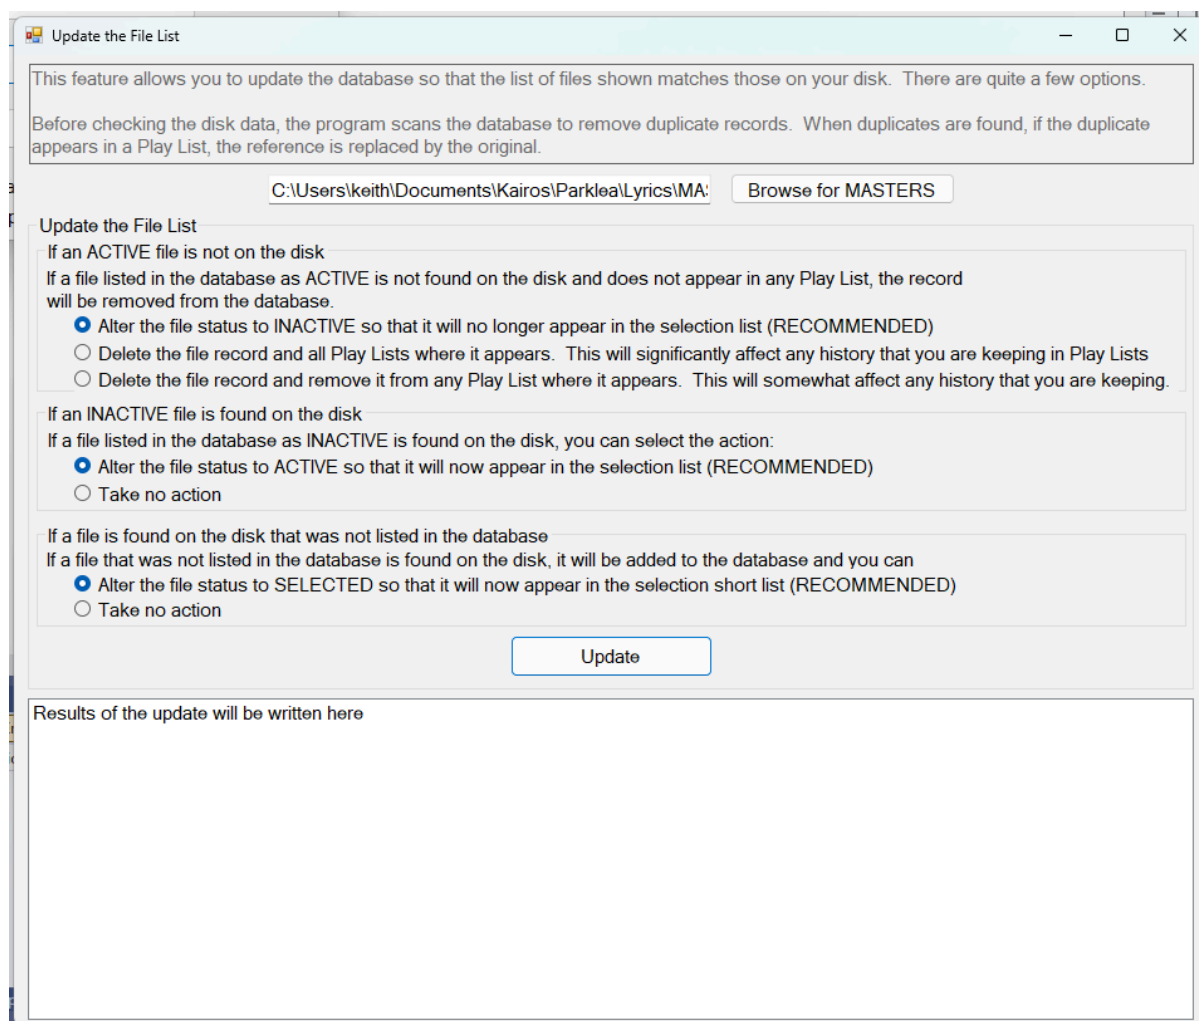 Update the File List
This feature allows you to update the database so that the list of files shown matches those on your disk.  There are quite a few options.
Before checking the disk data, the program scans the database to remove duplicate records.  When duplicates are found, if the duplicate
appears in a Play List, the reference is replaced by the original.
C:\Users\keith\Documents\Kairos\Parklea\Lyrics\MA
Browse for MASTERS
Update the File List
If an ACTIVE file is not on the disk
If a file listed in the database as ACTIVE is not found on the disk and does not appear in any Play List, the record
will be removed from the database.
Alter the file status to INACTIVE so that it will no longer appear in the selection list (RECOMMENDED)
Delete the file record and all Play Lists where it appears.  This will significantly affect any history that you are keeping in Play Lists
Delete the file record and remove it from any Play List where it appears.  This will somewhat affect any history that you are keeping.
If an INACTIVE file is found on the disk
If a file listed in the database as INACTIVE is found on the disk, you can select the action:
Alter the file status to ACTIVE so that it will now appear in the selection list (RECOMMENDED)
Take no action
If a file is found on the disk that was not listed in the database
If a file that was not listed in the database is found on the disk, it will be added to the database and you can
Alter the file status to SELECTED so that it will now appear in the selection short list (RECOMMENDED)
Take no action
Update
Results of the update will be written here